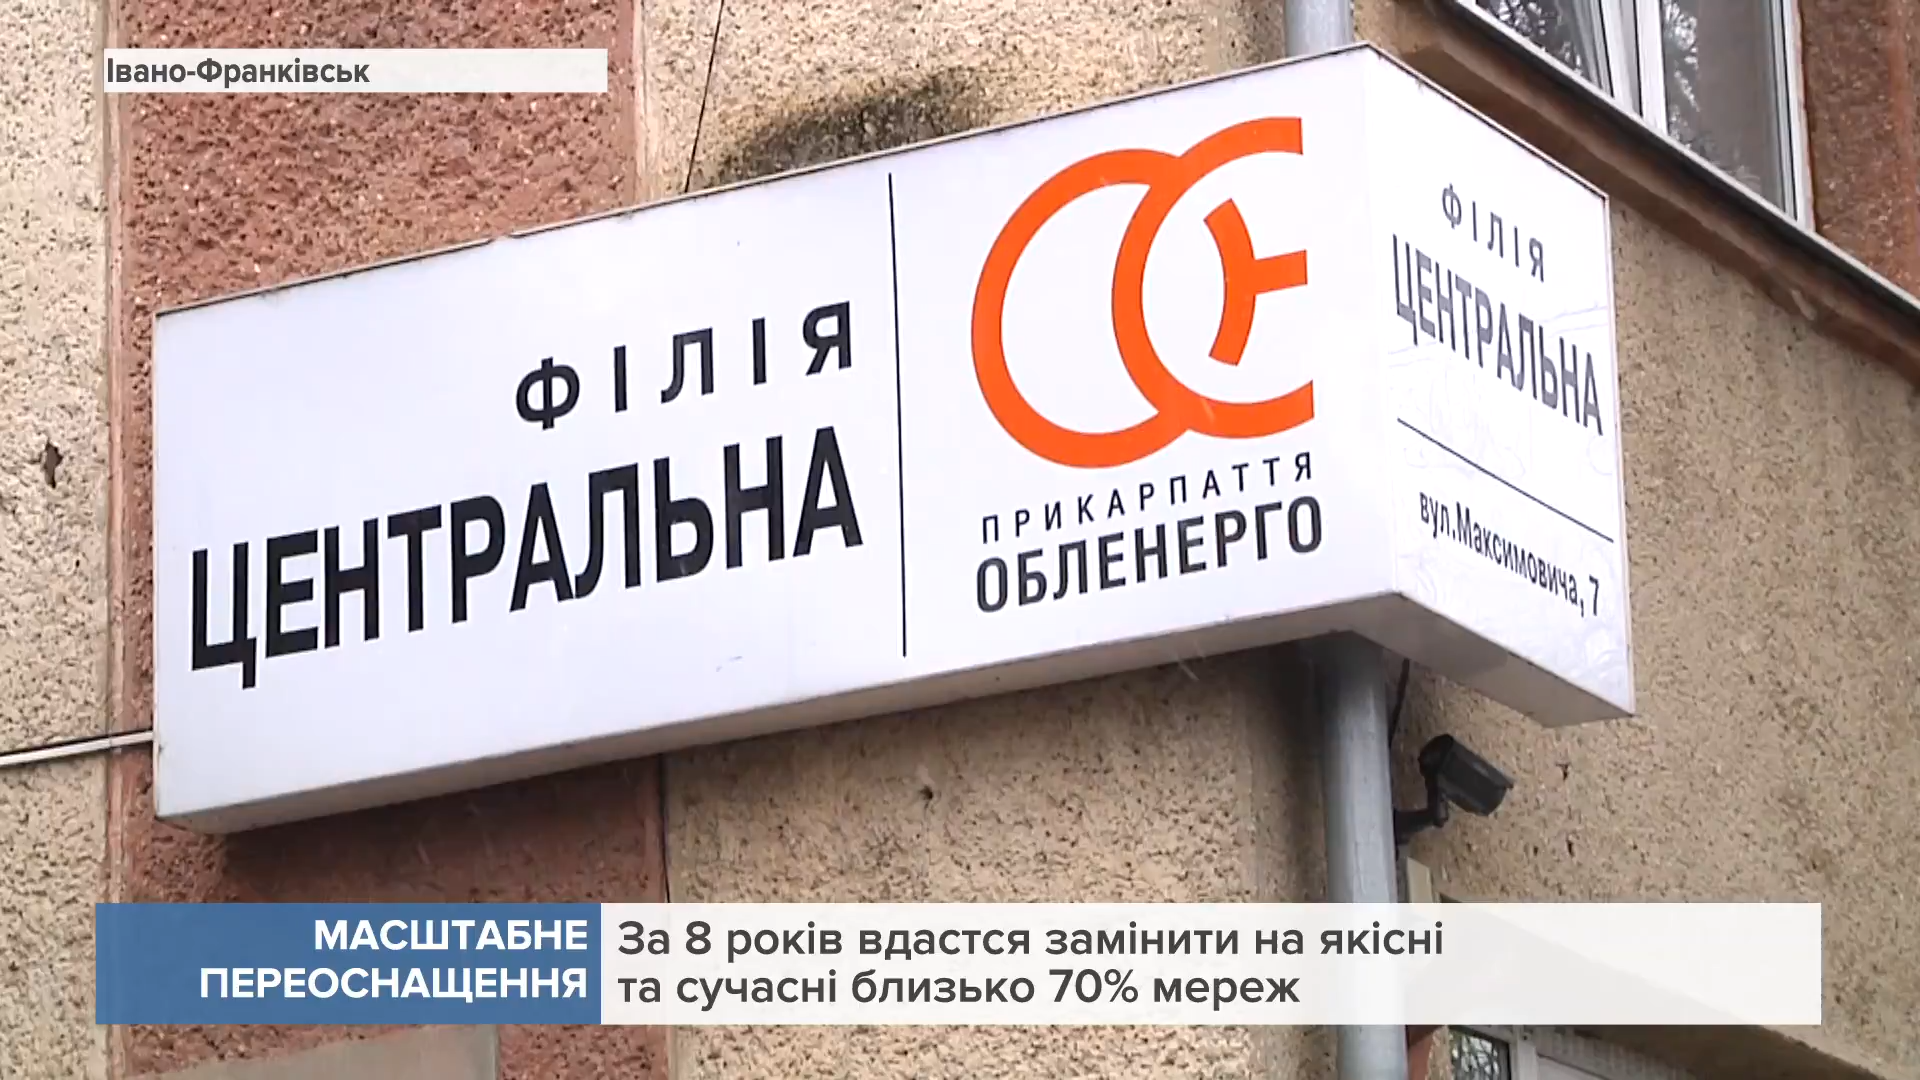 Івано-Франківськ
ФІЛІЯ
ЦЕНТРАЛЬНА
ПРИКАРПАТТЯ
ОБЛЕНЕРГО
ФІЛІЯ
ЦЕНТРАЛЬНА
вул.Максимовича, 7
МАСШТАБНЕ
ПЕРЕОСНАЩЕННЯ
За 8 років вдастся замінити на якісні
та сучасні близько 70% мереж